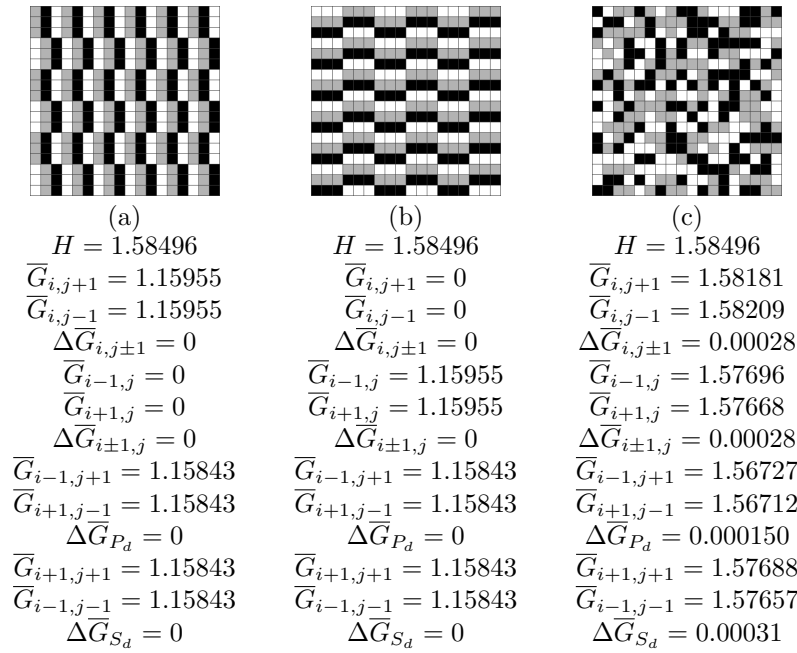 (a)
H = 1.58496
G̅_{i,j+1} = 1.15955
G̅_{i,j−1} = 1.15955
ΔG̅_{i,j±1} = 0
G̅_{i−1,j} = 0
G̅_{i+1,j} = 0
ΔG̅_{i±1,j} = 0
G̅_{i−1,j+1} = 1.15843
G̅_{i+1,j−1} = 1.15843
ΔG̅_{P_d} = 0
G̅_{i+1,j+1} = 1.15843
G̅_{i−1,j−1} = 1.15843
ΔG̅_{S_d} = 0
(b)
H = 1.58496
G̅_{i,j+1} = 0
G̅_{i,j−1} = 0
ΔG̅_{i,j±1} = 0
G̅_{i−1,j} = 1.15955
G̅_{i+1,j} = 1.15955
ΔG̅_{i±1,j} = 0
G̅_{i−1,j+1} = 1.15843
G̅_{i+1,j−1} = 1.15843
ΔG̅_{P_d} = 0
G̅_{i+1,j+1} = 1.15843
G̅_{i−1,j−1} = 1.15843
ΔG̅_{S_d} = 0
(c)
H = 1.58496
G̅_{i,j+1} = 1.58181
G̅_{i,j−1} = 1.58209
ΔG̅_{i,j±1} = 0.00028
G̅_{i−1,j} = 1.57696
G̅_{i+1,j} = 1.57668
ΔG̅_{i±1,j} = 0.00028
G̅_{i−1,j+1} = 1.56727
G̅_{i+1,j−1} = 1.56712
ΔG̅_{P_d} = 0.000150
G̅_{i+1,j+1} = 1.57688
G̅_{i−1,j−1} = 1.57657
ΔG̅_{S_d} = 0.00031